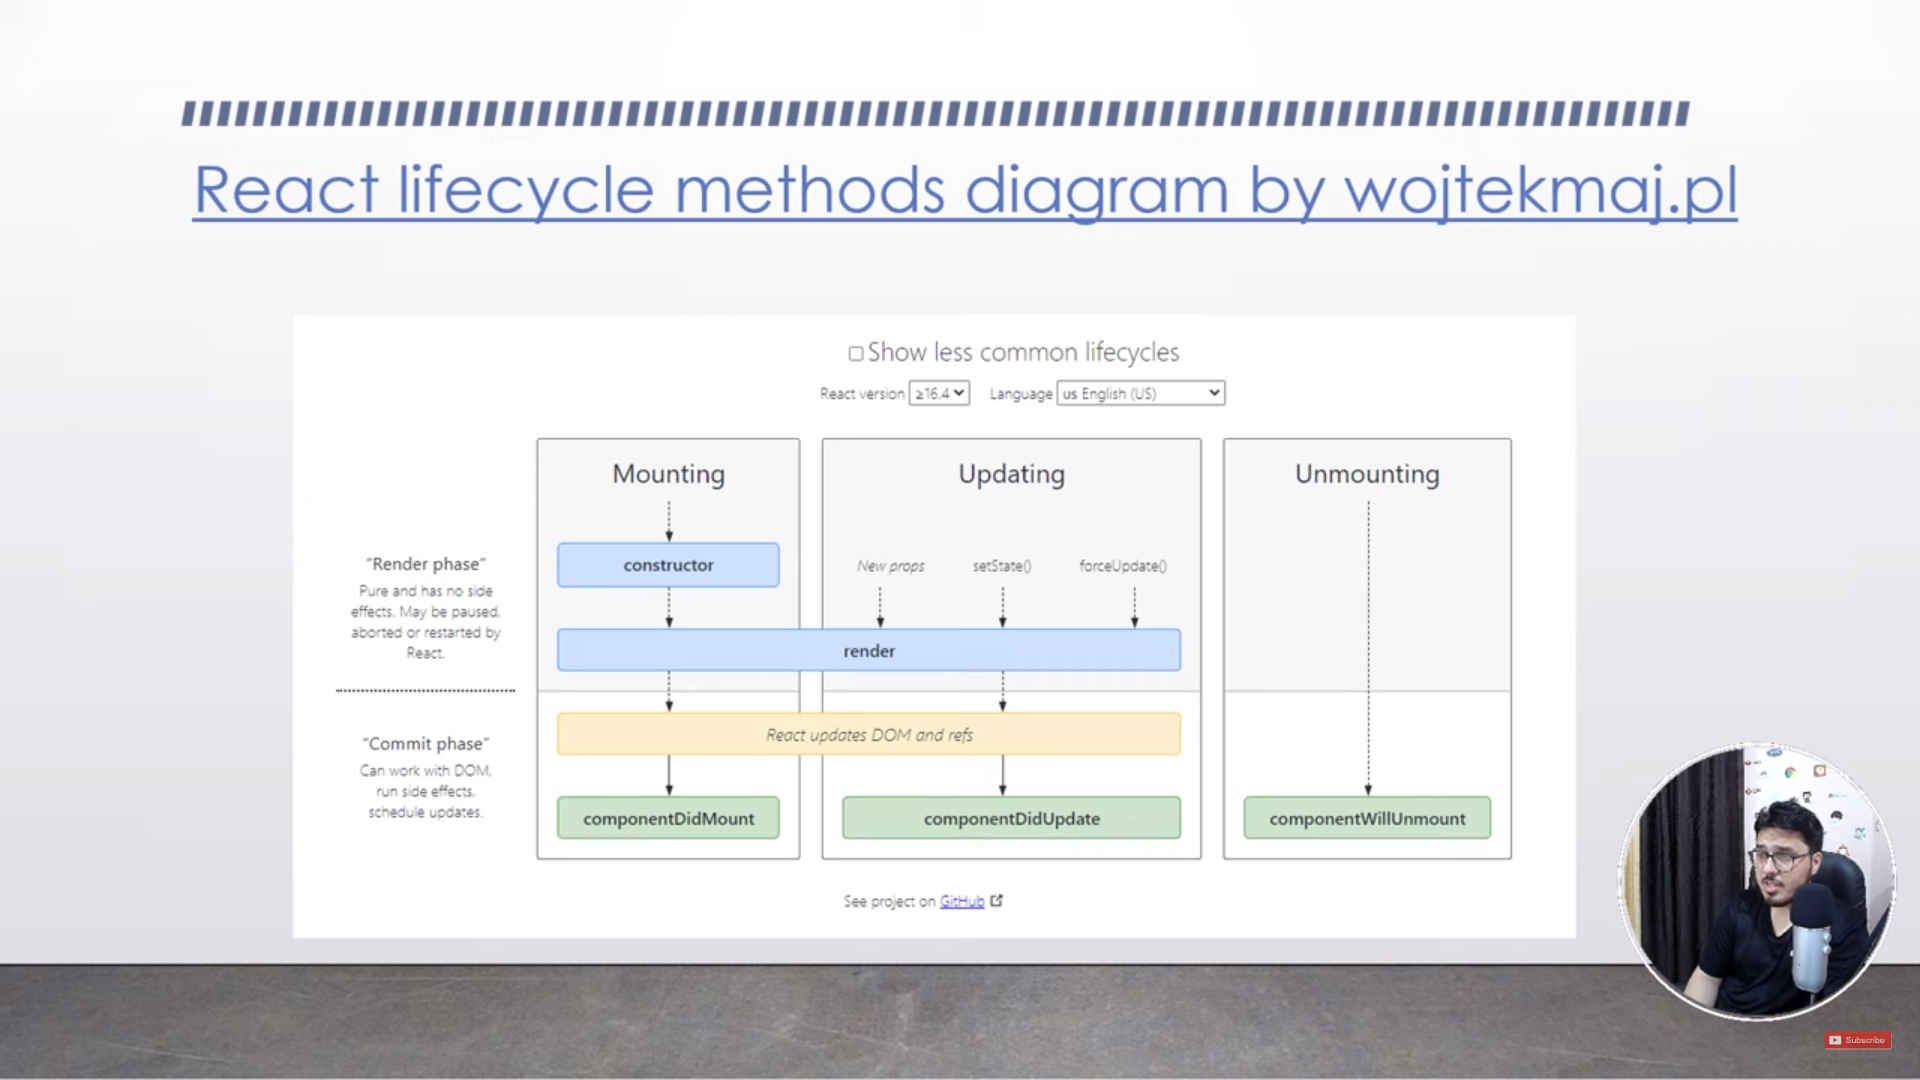 React lifecycle methods diagram by wojtekmaj.pl
Show less common lifecycles
React version ≥16.4 Language us English (US)
Mounting
Updating
Unmounting
“Render phase”
Pure and has no side
effects. May be paused,
aborted or restarted by
React.
constructor
New props
setState()
forceUpdate()
render
“Commit phase”
Can work with DOM,
run side effects,
schedule updates.
React updates DOM and refs
componentDidMount
componentDidUpdate
componentWillUnmount
See project on GitHub
Subscribe